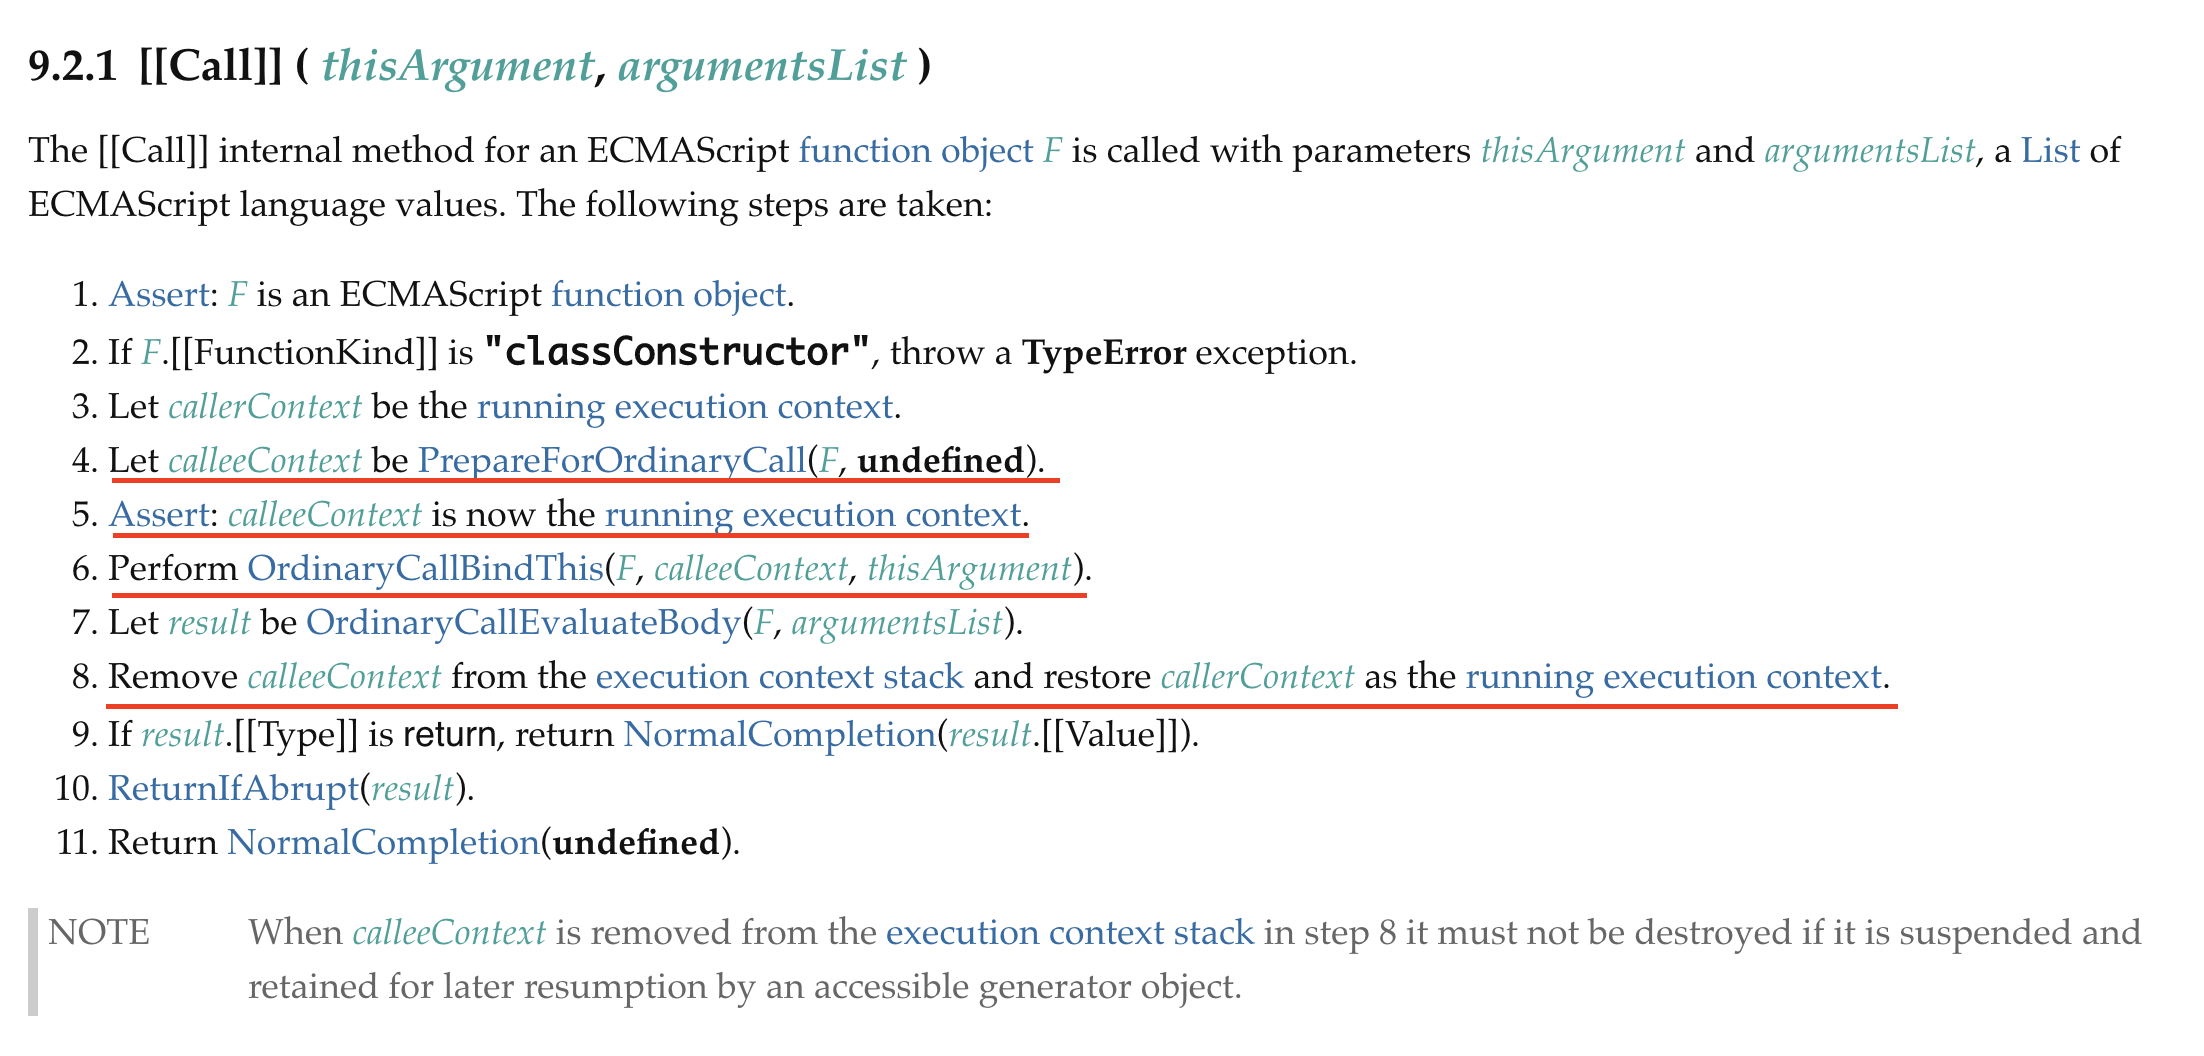 9.2.1 [[Call]] ( thisArgument, argumentsList )
The [[Call]] internal method for an ECMAScript function object F is called with parameters thisArgument and argumentsList, a List of
ECMAScript language values. The following steps are taken:
1. Assert: F is an ECMAScript function object.
2. If F.[[FunctionKind]] is "classConstructor", throw a TypeError exception.
3. Let callerContext be the running execution context.
4. Let calleeContext be PrepareForOrdinaryCall(F, undefined).
5. Assert: calleeContext is now the running execution context.
6. Perform OrdinaryCallBindThis(F, calleeContext, thisArgument).
7. Let result be OrdinaryCallEvaluateBody(F, argumentsList).
8. Remove calleeContext from the execution context stack and restore callerContext as the running execution context.
9. If result.[[Type]] is return, return NormalCompletion(result.[[Value]]).
10. ReturnIfAbrupt(result).
11. Return NormalCompletion(undefined).
NOTE When calleeContext is removed from the execution context stack in step 8 it must not be destroyed if it is suspended and
retained for later resumption by an accessible generator object.